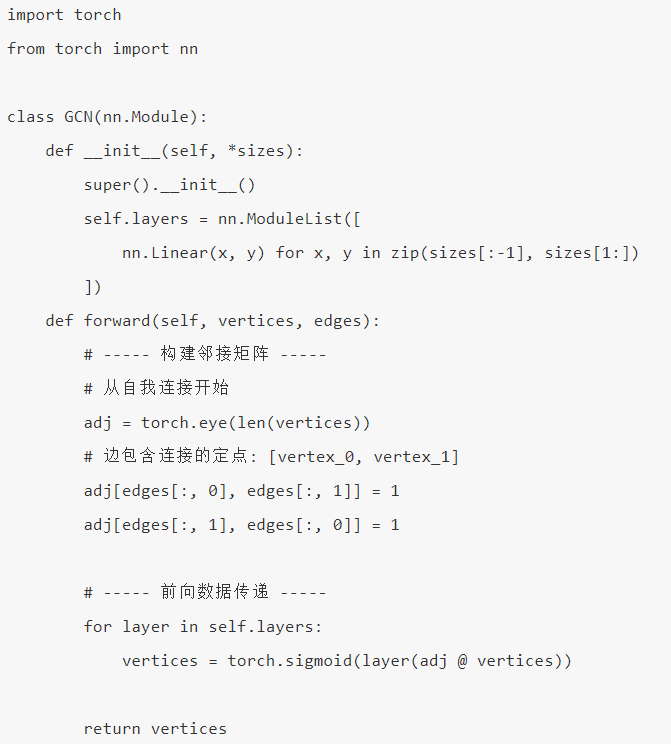 import torch
from torch import nn
class GCN(nn.Module):
    def __init__(self, *sizes):
        super().__init__()
        self.layers = nn.ModuleList([
            nn.Linear(x, y) for x, y in zip(sizes[:-1], sizes[1:])
        ])
    def forward(self, vertices, edges):
        # ----- 构建邻接矩阵 -----
        # 从自我连接开始
        adj = torch.eye(len(vertices))
        # 边包含连接的定点: [vertex_0, vertex_1]
        adj[edges[:, 0], edges[:, 1]] = 1
        adj[edges[:, 1], edges[:, 0]] = 1
        # ----- 前向数据传递 -----
        for layer in self.layers:
            vertices = torch.sigmoid(layer(adj @ vertices))
        return vertices